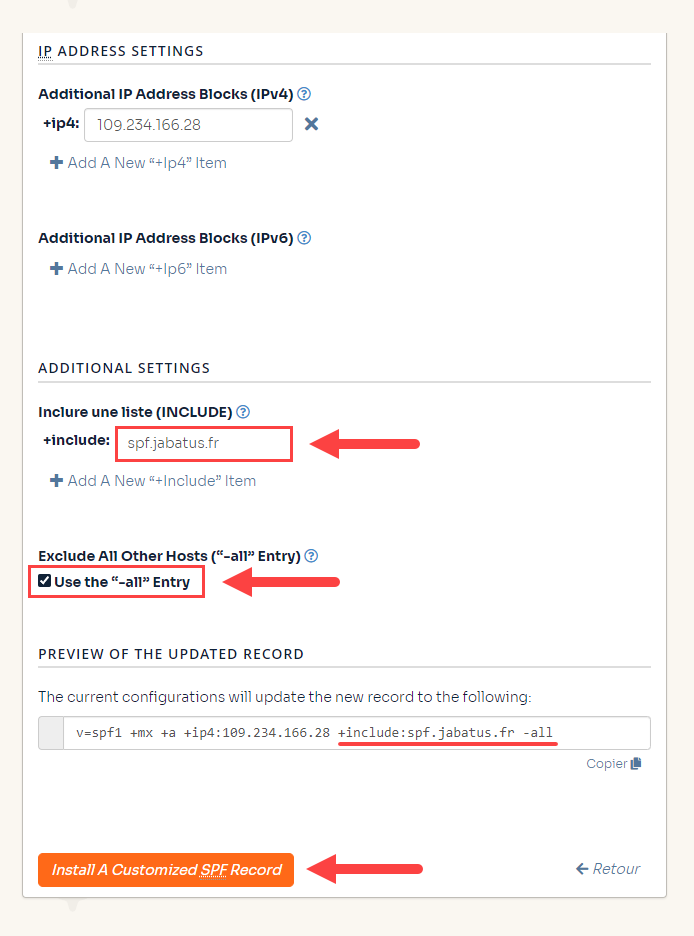 IP ADDRESS SETTINGS
Additional IP Address Blocks (IPv4)
+ip4: 109.234.166.28
Add A New “+Ip4” Item
Additional IP Address Blocks (IPv6)
Add A New “+Ip6” Item
ADDITIONAL SETTINGS
Inclure une liste (INCLUDE)
+include: spf.jabatus.fr
Add A New “+Include” Item
Exclude All Other Hosts (“-all” Entry)
Use the “-all” Entry
PREVIEW OF THE UPDATED RECORD
The current configurations will update the new record to the following:
v=spf1 +mx +a +ip4:109.234.166.28 +include:spf.jabatus.fr -all
Copier
Install A Customized SPF Record
Retour